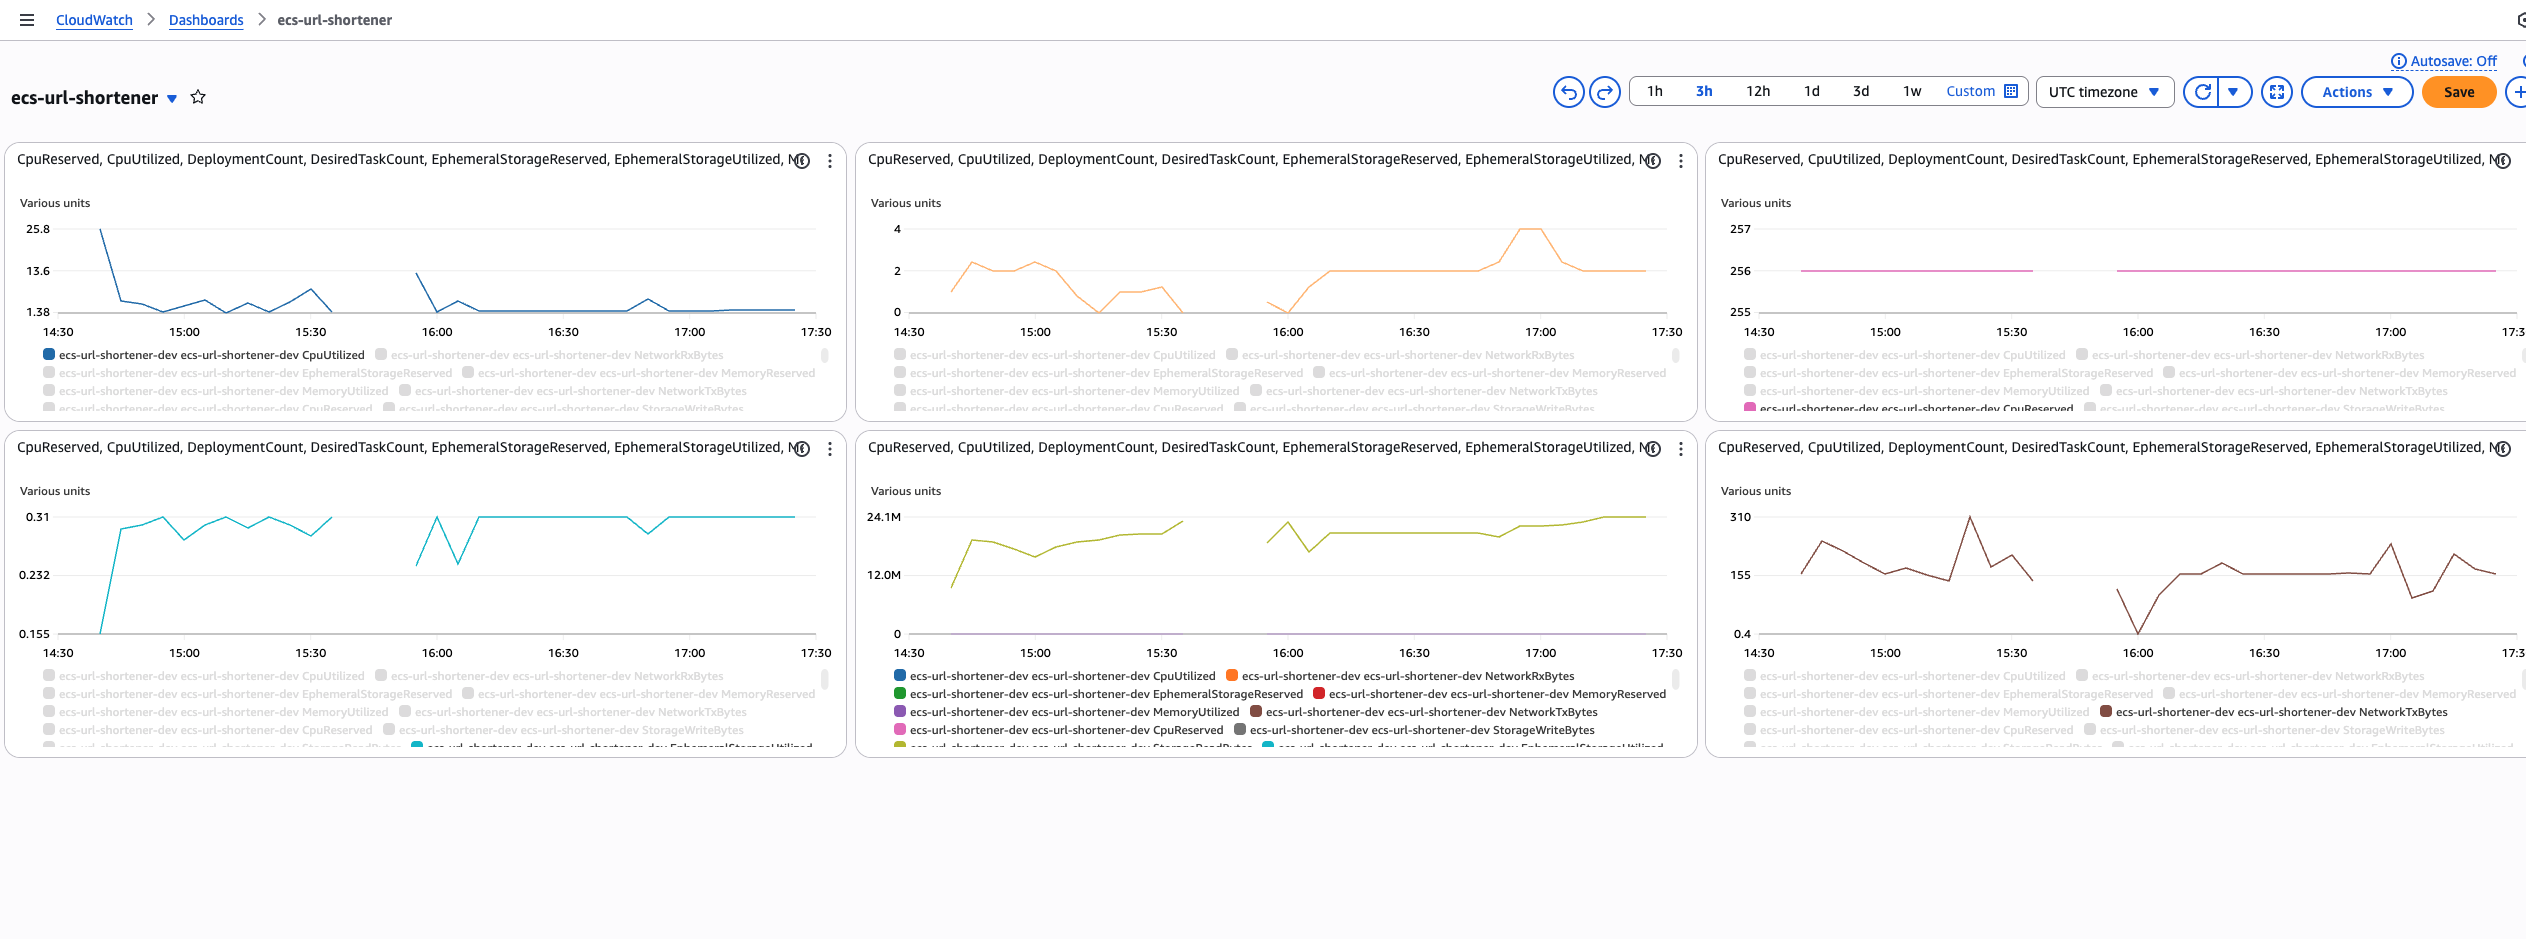 CloudWatch > Dashboards > ecs-url-shortener
Autosave: Off
ecs-url-shortener
1h 3h 12h 1d 3d 1w Custom UTC timezone Actions Save
CpuReserved, CpuUtilized, DeploymentCount, DesiredTaskCount, EphemeralStorageReserved, EphemeralStorageUtilized,
Various units
25.8
13.6
1.38
14:30 15:00 15:30 16:00 16:30 17:00 17:30
ecs-url-shortener-dev ecs-url-shortener-dev CpuUtilized ecs-url-shortener-dev ecs-url-shortener-dev NetworkRxBytes
ecs-url-shortener-dev ecs-url-shortener-dev EphemeralStorageReserved ecs-url-shortener-dev ecs-url-shortener-dev MemoryReserved
ecs-url-shortener-dev ecs-url-shortener-dev MemoryUtilized ecs-url-shortener-dev ecs-url-shortener-dev NetworkTxBytes
ecs-url-shortener-dev ecs-url-shortener-dev CpuReserved ecs-url-shortener-dev ecs-url-shortener-dev StorageWriteBytes
CpuReserved, CpuUtilized, DeploymentCount, DesiredTaskCount, EphemeralStorageReserved, EphemeralStorageUtilized,
Various units
4
2
0
14:30 15:00 15:30 16:00 16:30 17:00 17:30
ecs-url-shortener-dev ecs-url-shortener-dev CpuUtilized ecs-url-shortener-dev ecs-url-shortener-dev NetworkRxBytes
ecs-url-shortener-dev ecs-url-shortener-dev EphemeralStorageReserved ecs-url-shortener-dev ecs-url-shortener-dev MemoryReserved
ecs-url-shortener-dev ecs-url-shortener-dev MemoryUtilized ecs-url-shortener-dev ecs-url-shortener-dev NetworkTxBytes
ecs-url-shortener-dev ecs-url-shortener-dev CpuReserved ecs-url-shortener-dev ecs-url-shortener-dev StorageWriteBytes
CpuReserved, CpuUtilized, DeploymentCount, DesiredTaskCount, EphemeralStorageReserved, EphemeralStorageUtilized,
Various units
257
256
255
14:30 15:00 15:30 16:00 16:30 17:00 17:3
ecs-url-shortener-dev ecs-url-shortener-dev CpuUtilized ecs-url-shortener-dev ecs-url-shortener-dev NetworkRxBytes
ecs-url-shortener-dev ecs-url-shortener-dev EphemeralStorageReserved ecs-url-shortener-dev ecs-url-shortener-dev MemoryReserved
ecs-url-shortener-dev ecs-url-shortener-dev MemoryUtilized ecs-url-shortener-dev ecs-url-shortener-dev NetworkTxBytes
ecs-url-shortener-dev ecs-url-shortener-dev CpuReserved ecs-url-shortener-dev ecs-url-shortener-dev StorageWriteBytes
CpuReserved, CpuUtilized, DeploymentCount, DesiredTaskCount, EphemeralStorageReserved, EphemeralStorageUtilized,
Various units
0.31
0.232
0.155
14:30 15:00 15:30 16:00 16:30 17:00 17:30
ecs-url-shortener-dev ecs-url-shortener-dev CpuUtilized ecs-url-shortener-dev ecs-url-shortener-dev NetworkRxBytes
ecs-url-shortener-dev ecs-url-shortener-dev EphemeralStorageReserved ecs-url-shortener-dev ecs-url-shortener-dev MemoryReserved
ecs-url-shortener-dev ecs-url-shortener-dev MemoryUtilized ecs-url-shortener-dev ecs-url-shortener-dev NetworkTxBytes
ecs-url-shortener-dev ecs-url-shortener-dev CpuReserved ecs-url-shortener-dev ecs-url-shortener-dev StorageWriteBytes
ecs-url-shortener-dev ecs-url-shortener-dev StorageReadBytes ecs-url-shortener-dev ecs-url-shortener-dev EphemeralStorageUtilized
CpuReserved, CpuUtilized, DeploymentCount, DesiredTaskCount, EphemeralStorageReserved, EphemeralStorageUtilized,
Various units
24.1M
12.0M
0
14:30 15:00 15:30 16:00 16:30 17:00 17:30
ecs-url-shortener-dev ecs-url-shortener-dev CpuUtilized ecs-url-shortener-dev ecs-url-shortener-dev NetworkRxBytes
ecs-url-shortener-dev ecs-url-shortener-dev EphemeralStorageReserved ecs-url-shortener-dev ecs-url-shortener-dev MemoryReserved
ecs-url-shortener-dev ecs-url-shortener-dev MemoryUtilized ecs-url-shortener-dev ecs-url-shortener-dev NetworkTxBytes
ecs-url-shortener-dev ecs-url-shortener-dev CpuReserved ecs-url-shortener-dev ecs-url-shortener-dev StorageWriteBytes
ecs-url-shortener-dev ecs-url-shortener-dev StorageReadBytes ecs-url-shortener-dev ecs-url-shortener-dev EphemeralStorageUtilized
CpuReserved, CpuUtilized, DeploymentCount, DesiredTaskCount, EphemeralStorageReserved, EphemeralStorageUtilized,
Various units
310
155
0.4
14:30 15:00 15:30 16:00 16:30 17:00 17:3
ecs-url-shortener-dev ecs-url-shortener-dev CpuUtilized ecs-url-shortener-dev ecs-url-shortener-dev NetworkRxBytes
ecs-url-shortener-dev ecs-url-shortener-dev EphemeralStorageReserved ecs-url-shortener-dev ecs-url-shortener-dev MemoryReserved
ecs-url-shortener-dev ecs-url-shortener-dev MemoryUtilized ecs-url-shortener-dev ecs-url-shortener-dev NetworkTxBytes
ecs-url-shortener-dev ecs-url-shortener-dev CpuReserved ecs-url-shortener-dev ecs-url-shortener-dev StorageWriteBytes
ecs-url-shortener-dev ecs-url-shortener-dev StorageReadBytes ecs-url-shortener-dev ecs-url-shortener-dev EphemeralStorageUtilized